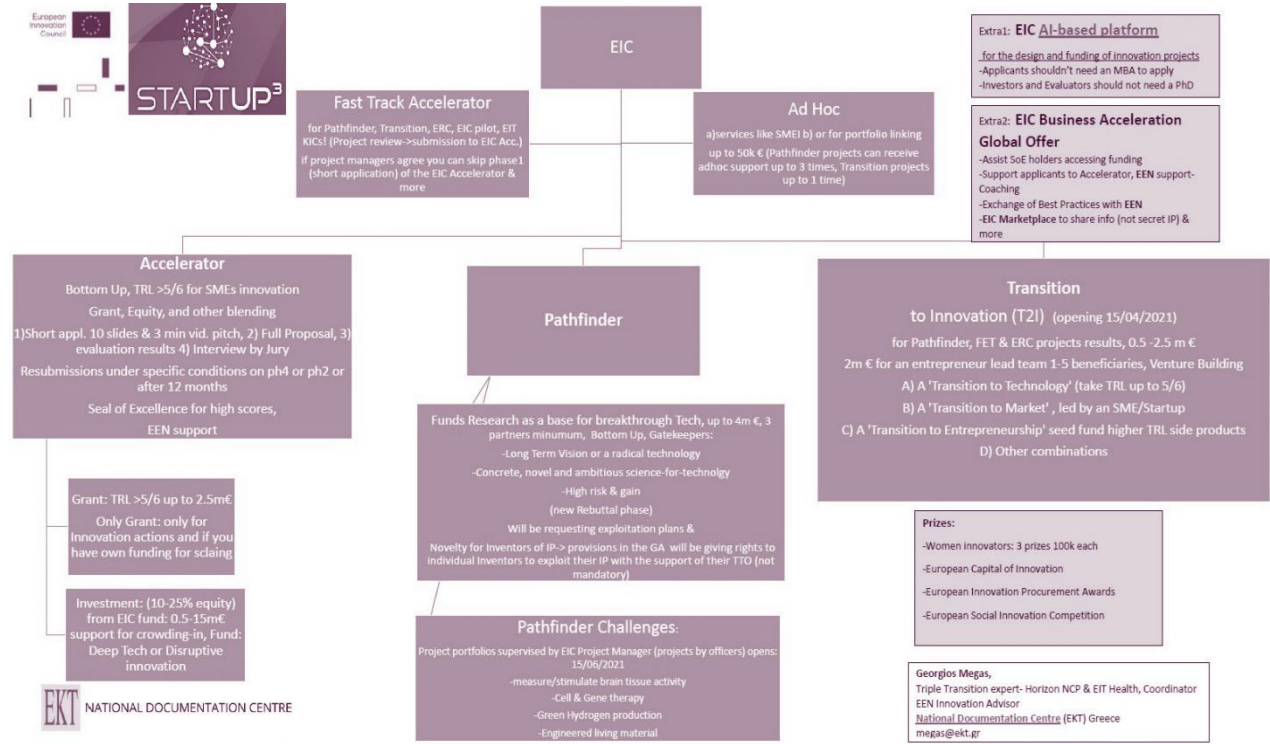 European
Innovation
Council
STARTUP³
EIC
Fast Track Accelerator
for Pathfinder, Transition, ERC, EIC pilot, EIT
KICs! (Project review->submission to EIC Acc.)
if project managers agree you can skip phase1
(short application) of the EIC Accelerator &
more
Ad Hoc
a)services like SMEI b) or for portfolio linking
up to 50k € (Pathfinder projects can receive
adhoc support up to 3 times, Transition projects
up to 1 time)
Extra1: EIC AI-based platform
for the design and funding of innovation projects
-Applicants shouldn't need an MBA to apply
-Investors and Evaluators should not need a PhD
Extra2: EIC Business Acceleration
Global Offer
-Assist SoE holders accessing funding
-Support applicants to Accelerator, EEN support-
Coaching
-Exchange of Best Practices with EEN
-EIC Marketplace to share info (not secret IP) &
more
Accelerator
Bottom Up, TRL >5/6 for SMEs innovation
Grant, Equity, and other blending
1)Short appl. 10 slides & 3 min vid. pitch, 2) Full Proposal, 3)
evaluation results 4) Interview by Jury
Resubmissions under specific conditions on ph4 or ph2 or
after 12 months
Seal of Excellence for high scores,
EEN support
Grant: TRL >5/6 up to 2.5m€
Only Grant: only for
Innovation actions and if you
have own funding for sclaing
Investment: (10-25% equity)
from EIC fund: 0.5-15m€
support for crowding-in, Fund:
Deep Tech or Disruptive
innovation
Pathfinder
Funds Research as a base for breakthrough Tech, up to 4m €, 3
partners minumum, Bottom Up, Gatekeepers:
-Long Term Vision or a radical technology
-Concrete, novel and ambitious science-for-technolgy
-High risk & gain
(new Rebuttal phase)
Will be requesting exploitation plans &
Novelty for Inventors of IP-> provisions in the GA will be giving rights to
individual Inventors to exploit their IP with the support of their TTO (not
mandatory)
Pathfinder Challenges:
Project portfolios supervised by EIC Project Manager (projects by officers) opens:
15/06/2021
-measure/stimulate brain tissue activity
-Cell & Gene therapy
-Green Hydrogen production
-Engineered living material
Transition
to Innovation (T2I) (opening 15/04/2021)
for Pathfinder, FET & ERC projects results, 0.5 -2.5 m €
2m € for an entrepreneur lead team 1-5 beneficiaries, Venture Building
A) A 'Transition to Technology' (take TRL up to 5/6)
B) A 'Transition to Market' , led by an SME/Startup
C) A 'Transition to Entrepreneurship' seed fund higher TRL side products
D) Other combinations
Prizes:
-Women innovators: 3 prizes 100k each
-European Capital of Innovation
-European Innovation Procurement Awards
-European Social Innovation Competition
Georgios Megas,
Triple Transition expert- Horizon NCP & EIT Health, Coordinator
EEN Innovation Advisor
National Documentation Centre (EKT) Greece
megas@ekt.gr
EKT NATIONAL DOCUMENTATION CENTRE